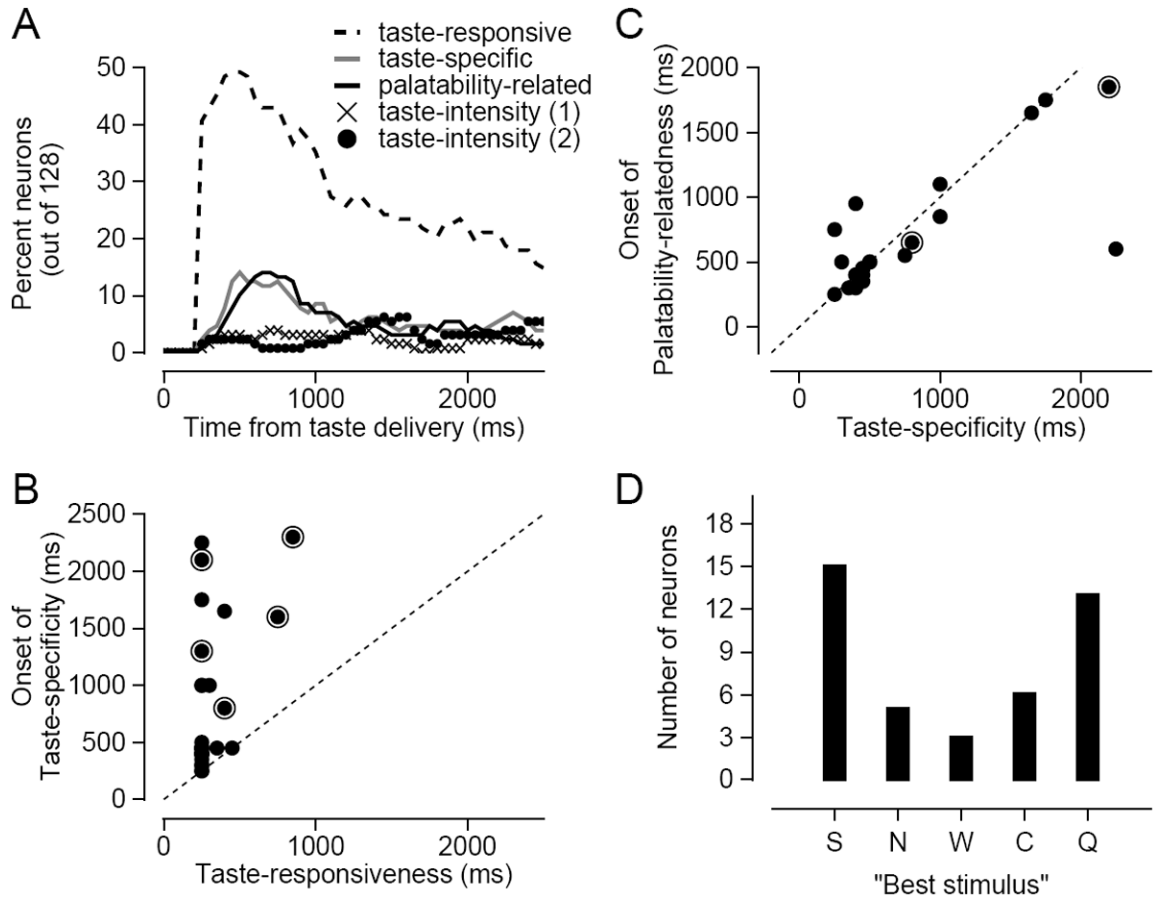 A
taste-responsive
taste-specific
palatability-related
taste-intensity (1)
taste-intensity (2)
Percent neurons
(out of 128)
50
40
30
20
10
0
0
1000
2000
Time from taste delivery (ms)
C
Onset of
Palatability-relatedness (ms)
2000
1500
1000
500
0
0
1000
2000
Taste-specificity (ms)
B
Onset of
Taste-specificity (ms)
2500
2000
1500
1000
500
0
0
1000
2000
Taste-responsiveness (ms)
D
Number of neurons
18
15
12
9
6
3
0
S
N
W
C
Q
"Best stimulus"